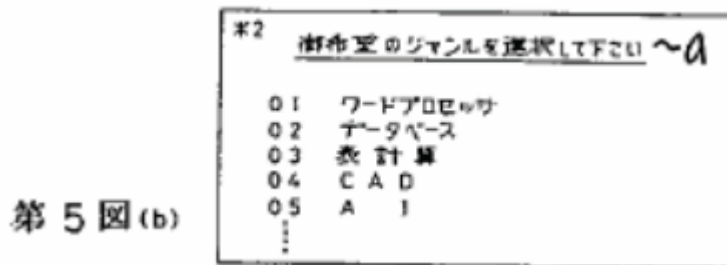 *2
御希望のジャンルを選択して下さい 〜a
01 ワードプロセッサ
02 データベース
03 表計算
04 CAD
05 AI
⋮
第5図(b)